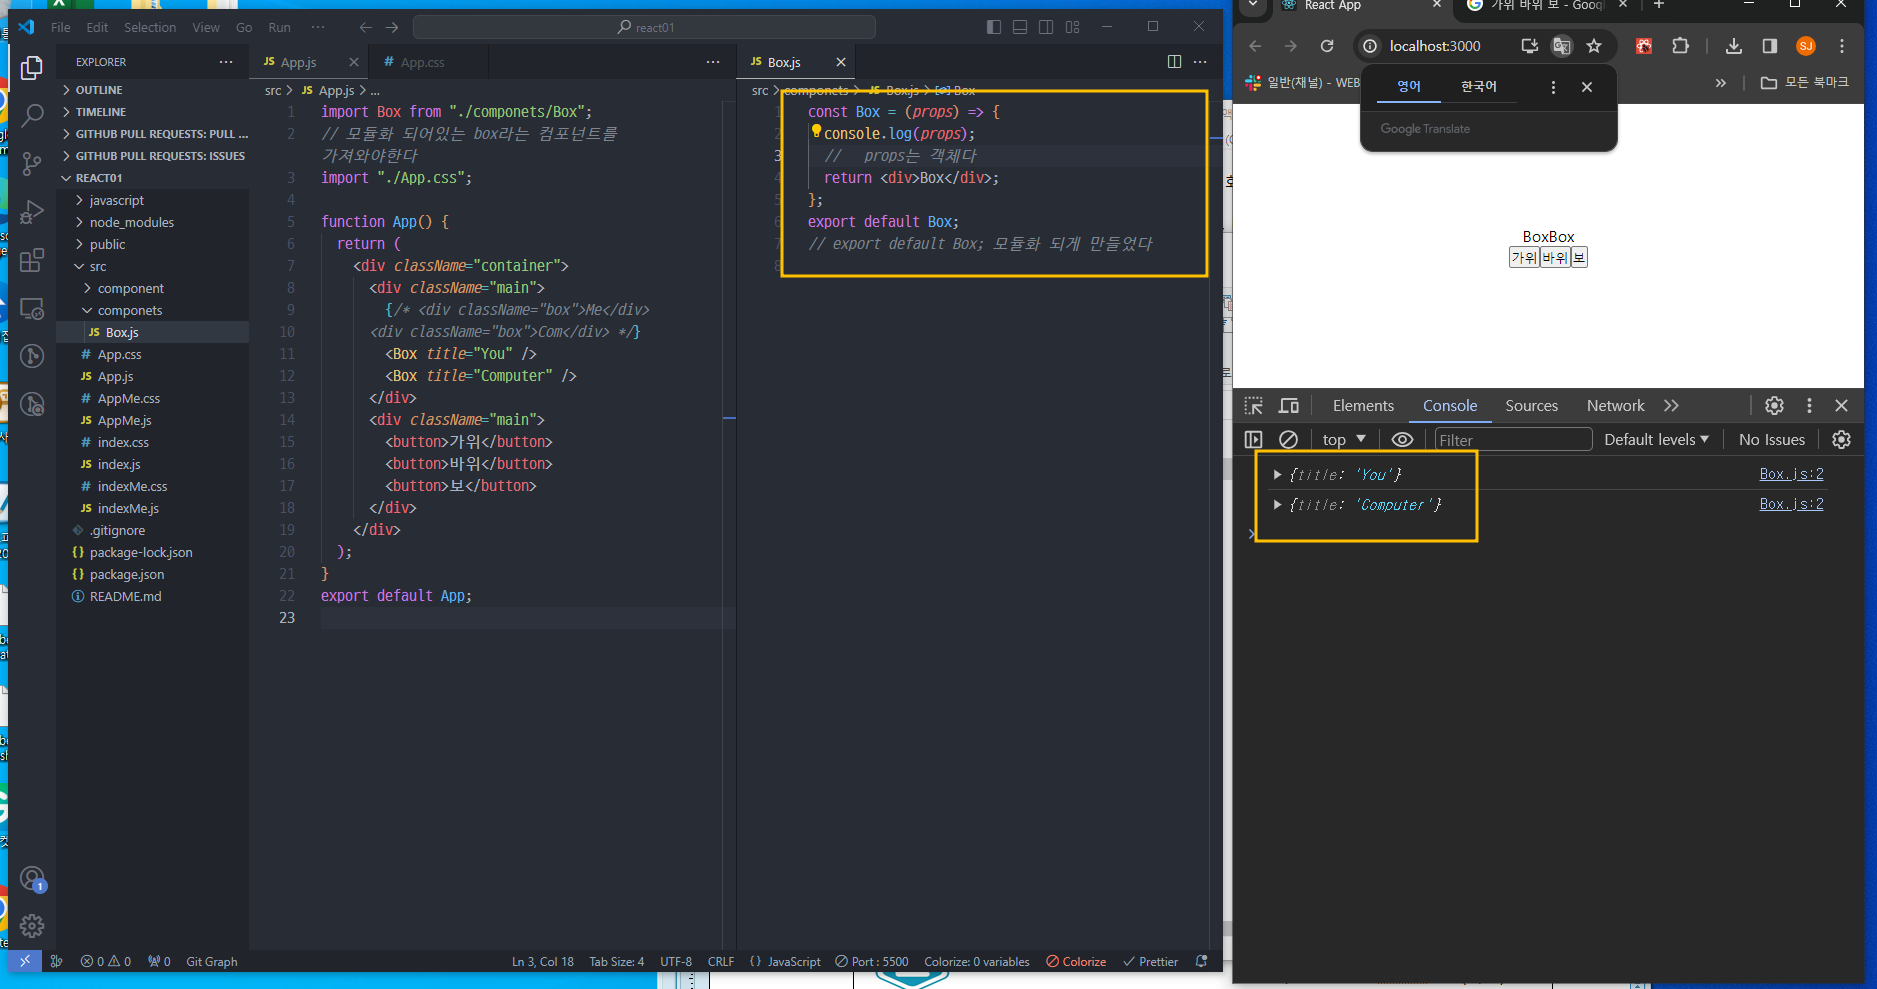 File Edit Selection View Go Run ··· react01
EXPLORER ···
OUTLINE
TIMELINE
GITHUB PULL REQUESTS: PULL ...
GITHUB PULL REQUESTS: ISSUES
REACT01
javascript
node_modules
public
src
component
componets
JS Box.js
# App.css
JS App.js
# AppMe.css
JS AppMe.js
# index.css
JS index.js
# indexMe.css
JS indexMe.js
.gitignore
{} package-lock.json
{} package.json
README.md
1
JS App.js # App.css ···
src > JS App.js > ...
1 import Box from "./componets/Box";
2 // 모듈화 되어있는 box라는 컴포넌트를
가져와야한다
3 import "./App.css";
4
5 function App() {
6 return (
7 <div className="container">
8 <div className="main">
9 {/* <div className="box">Me</div>
10 <div className="box">Com</div> */}
11 <Box title="You" />
12 <Box title="Computer" />
13 </div>
14 <div className="main">
15 <button>가위</button>
16 <button>바위</button>
17 <button>보</button>
18 </div>
19 </div>
20 );
21 }
22 export default App;
23
JS Box.js ···
src > componets > JS Box.js > Box
1 const Box = (props) => {
2 console.log(props);
3 // props는 객체다
4 return <div>Box</div>;
5 };
6 export default Box;
7 // export default Box; 모듈화 되게 만들었다
8
0 0 0 Git Graph Ln 3, Col 18 Tab Size: 4 UTF-8 CRLF {} JavaScript Port : 5500 Colorize: 0 variables Colorize Prettier
React App 가위 바위 보 - Goog
localhost:3000 SJ
일반(채널) - WEB » 모든 북마크
영어 한국어
Google Translate
BoxBox
가위 바위 보
Elements Console Sources Network »
top Filter Default levels No Issues
{title: 'You'} Box.js:2
{title: 'Computer'} Box.js:2